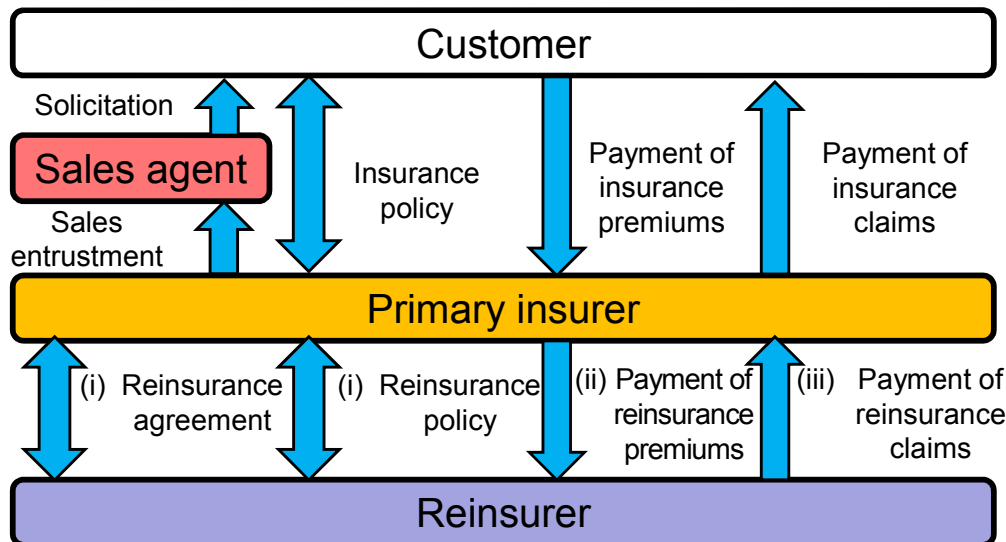 Customer
Solicitation
Sales agent
Sales
entrustment
Insurance
policy
Payment of
insurance
premiums
Payment of
insurance
claims
Primary insurer
(i) Reinsurance
agreement
(i) Reinsurance
policy
(ii) Payment of
reinsurance
premiums
(iii) Payment of
reinsurance
claims
Reinsurer